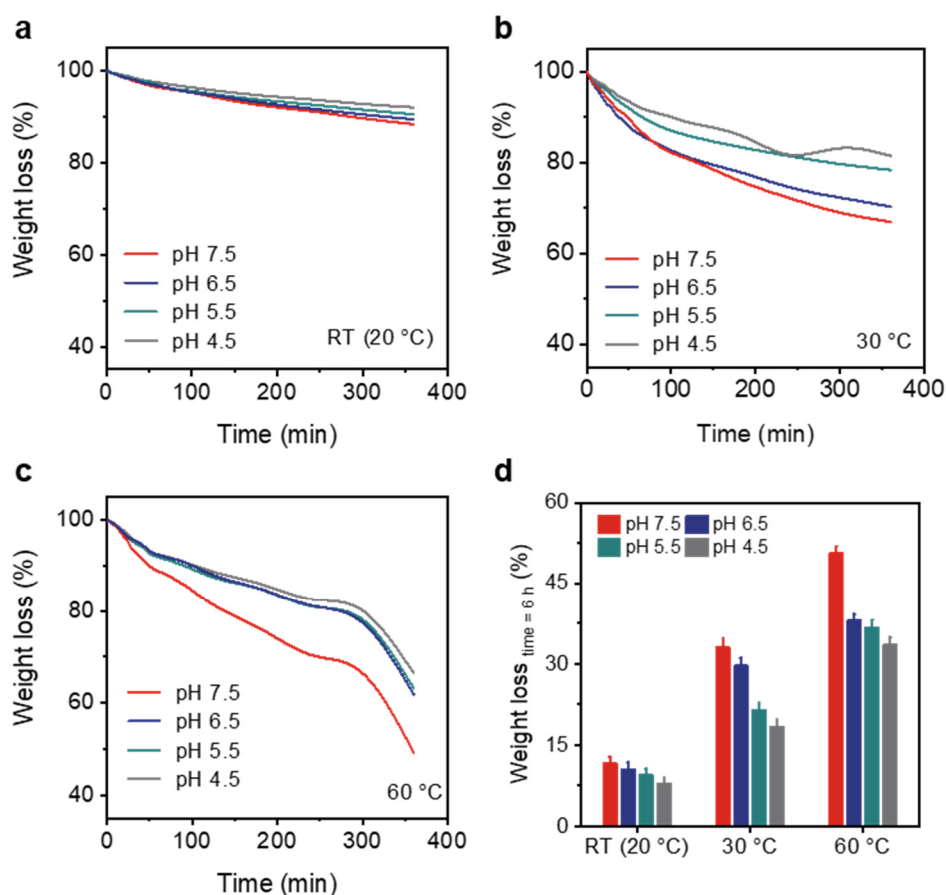 a
Weight loss (%)
100
80
60
40
pH 7.5
pH 6.5
pH 5.5
pH 4.5
RT (20 °C)
0
100
200
300
400
Time (min)
b
Weight loss (%)
100
80
60
40
pH 7.5
pH 6.5
pH 5.5
pH 4.5
30 °C
0
100
200
300
400
Time (min)
c
Weight loss (%)
100
80
60
40
pH 7.5
pH 6.5
pH 5.5
pH 4.5
60 °C
0
100
200
300
400
Time (min)
d
Weight loss time = 6 h (%)
60
45
30
15
0
pH 7.5 pH 6.5
pH 5.5 pH 4.5
RT (20 °C) 30 °C 60 °C